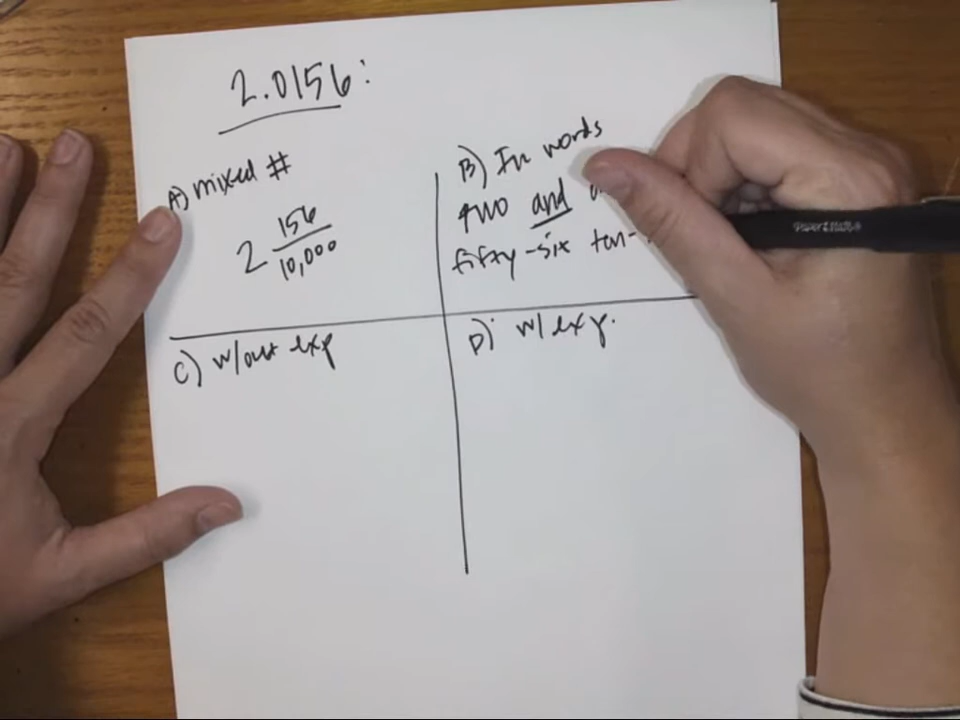 2.0156:
A) mixed #
2 156/10,000
B) In words
two and
fifty-six ten-
C) w/out exp
D) w/ exp.